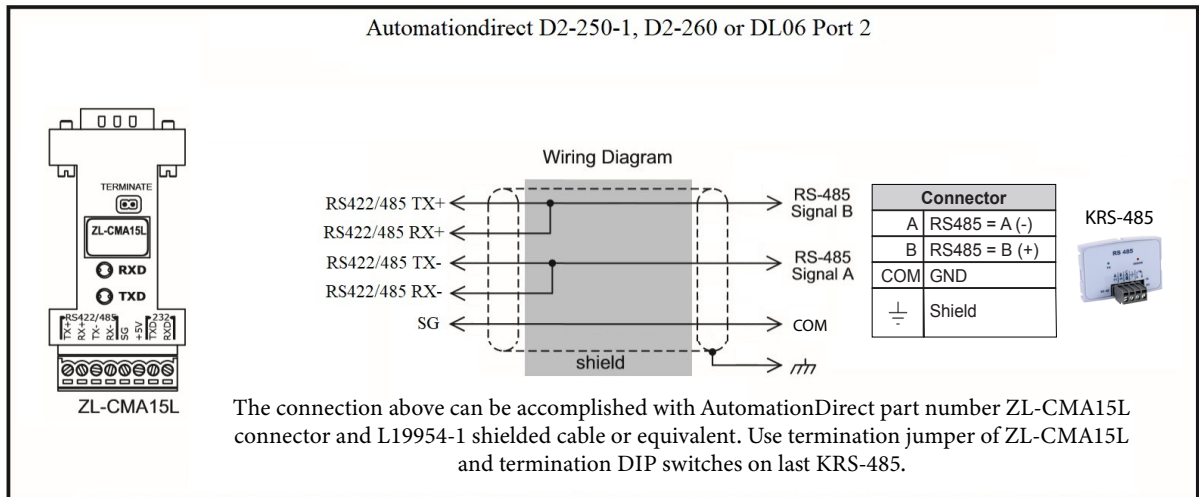 Automationdirect D2-250-1, D2-260 or DL06 Port 2
TERMINATE
ZL-CMA15L
RXD
TXD
RS422/485
232
TX+
RX+
TX-
RX-
SG
+5V
TXD
RXD
ZL-CMA15L
Wiring Diagram
RS422/485 TX+
RS422/485 RX+
RS422/485 TX-
RS422/485 RX-
SG
shield
RS-485
Signal B
RS-485
Signal A
COM
Connector
A RS485 = A (-)
B RS485 = B (+)
COM GND
Shield
KRS-485
RS 485
The connection above can be accomplished with AutomationDirect part number ZL-CMA15L
connector and L19954-1 shielded cable or equivalent. Use termination jumper of ZL-CMA15L
and termination DIP switches on last KRS-485.